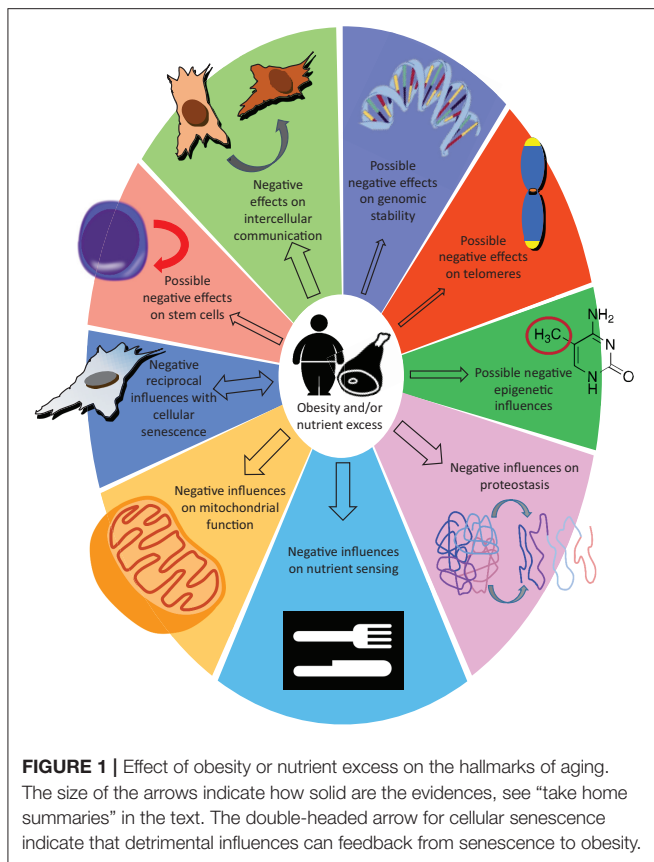 Negative
effects on
intercellular
communication
Possible
negative effects
on genomic
stability
Possible
negative effects
on telomeres
NH₂
H₃C
N
N
H
O
Possible negative
epigenetic
influences
Negative influences on
proteostasis
Negative influences
on nutrient sensing
Negative influences
on mitochondrial
function
Negative
reciprocal
influences with
cellular
senescence
Possible
negative effects
on stem cells
Obesity and/or
nutrient excess
FIGURE 1 | Effect of obesity or nutrient excess on the hallmarks of aging.
The size of the arrows indicate how solid are the evidences, see “take home
summaries” in the text. The double-headed arrow for cellular senescence
indicate that detrimental influences can feedback from senescence to obesity.